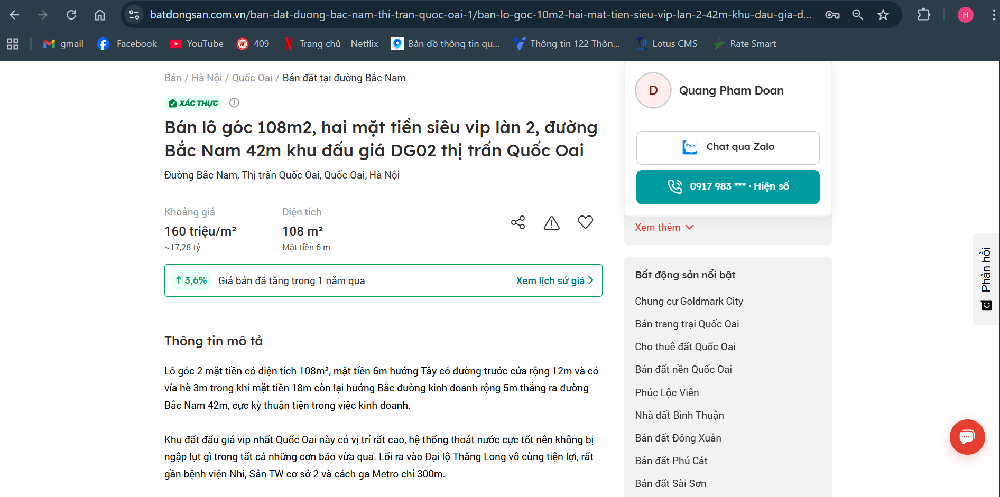 batdongsan.com.vn/ban-dat-duong-bac-nam-thi-tran-quoc-oai-1/ban-lo-goc-10m2-hai-mat-tien-sieu-vip-lan-2-42m-khu-dau-gia-d...
H
gmail
Facebook
YouTube
409
Trang chủ – Netflix
Bản đồ thông tin qu...
Thông tin 122 Thôn...
Lotus CMS
Rate Smart
Bán / Hà Nội / Quốc Oai / Bán đất tại đường Bắc Nam
XÁC THỰC
Bán lô góc 108m2, hai mặt tiền siêu vip làn 2, đường
Bắc Nam 42m khu đấu giá DG02 thị trấn Quốc Oai
Đường Bắc Nam, Thị trấn Quốc Oai, Quốc Oai, Hà Nội
Khoảng giá
160 triệu/m²
~17,28 tỷ
Diện tích
108 m²
Mặt tiền 6 m
3,6%
Giá bán đã tăng trong 1 năm qua
Xem lịch sử giá
Thông tin mô tả
Lô góc 2 mặt tiền có diện tích 108m², mặt tiền 6m hướng Tây có đường trước cửa rộng 12m và có
vỉa hè 3m trong khi mặt tiền 18m còn lại hướng Bắc đường kinh doanh rộng 5m thẳng ra đường
Bắc Nam 42m, cực kỳ thuận tiện trong việc kinh doanh.
Khu đất đấu giá vip nhất Quốc Oai này có vị trí rất cao, hệ thống thoát nước cực tốt nên không bị
ngập lụt gì trong tất cả những cơn bão vừa qua. Lối ra vào Đại lộ Thăng Long vô cùng tiện lợi, rất
gần bệnh viện Nhi, Sản TW cơ sở 2 và cách ga Metro chỉ 300m.
D
Quang Pham Doan
Zalo
Chat qua Zalo
0917 983 *** · Hiện số
Xem thêm
Bất động sản nổi bật
Chung cư Goldmark City
Bán trang trại Quốc Oai
Cho thuê đất Quốc Oai
Bán đất nền Quốc Oai
Phúc Lộc Viên
Nhà đất Bình Thuận
Bán đất Đông Xuân
Bán đất Phú Cát
Bán đất Sài Sơn
Phản hồi